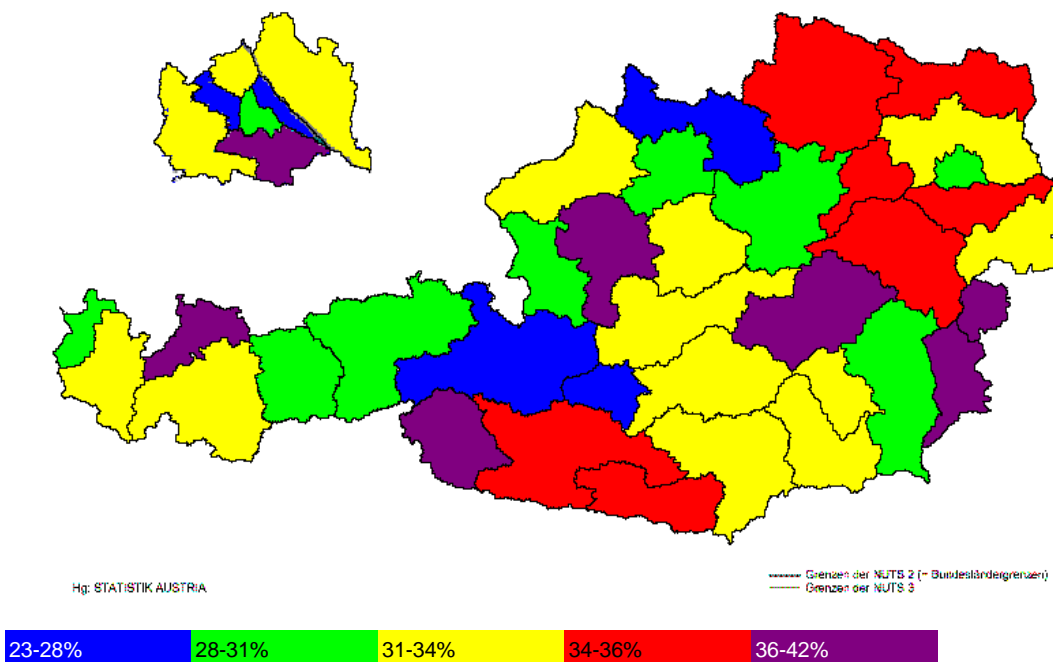 Hg: STATISTIK AUSTRIA
Grenzen der NUTS 2 (= Bundesländergrenzen)
Grenzen der NUTS 3
23-28% 28-31% 31-34% 34-36% 36-42%